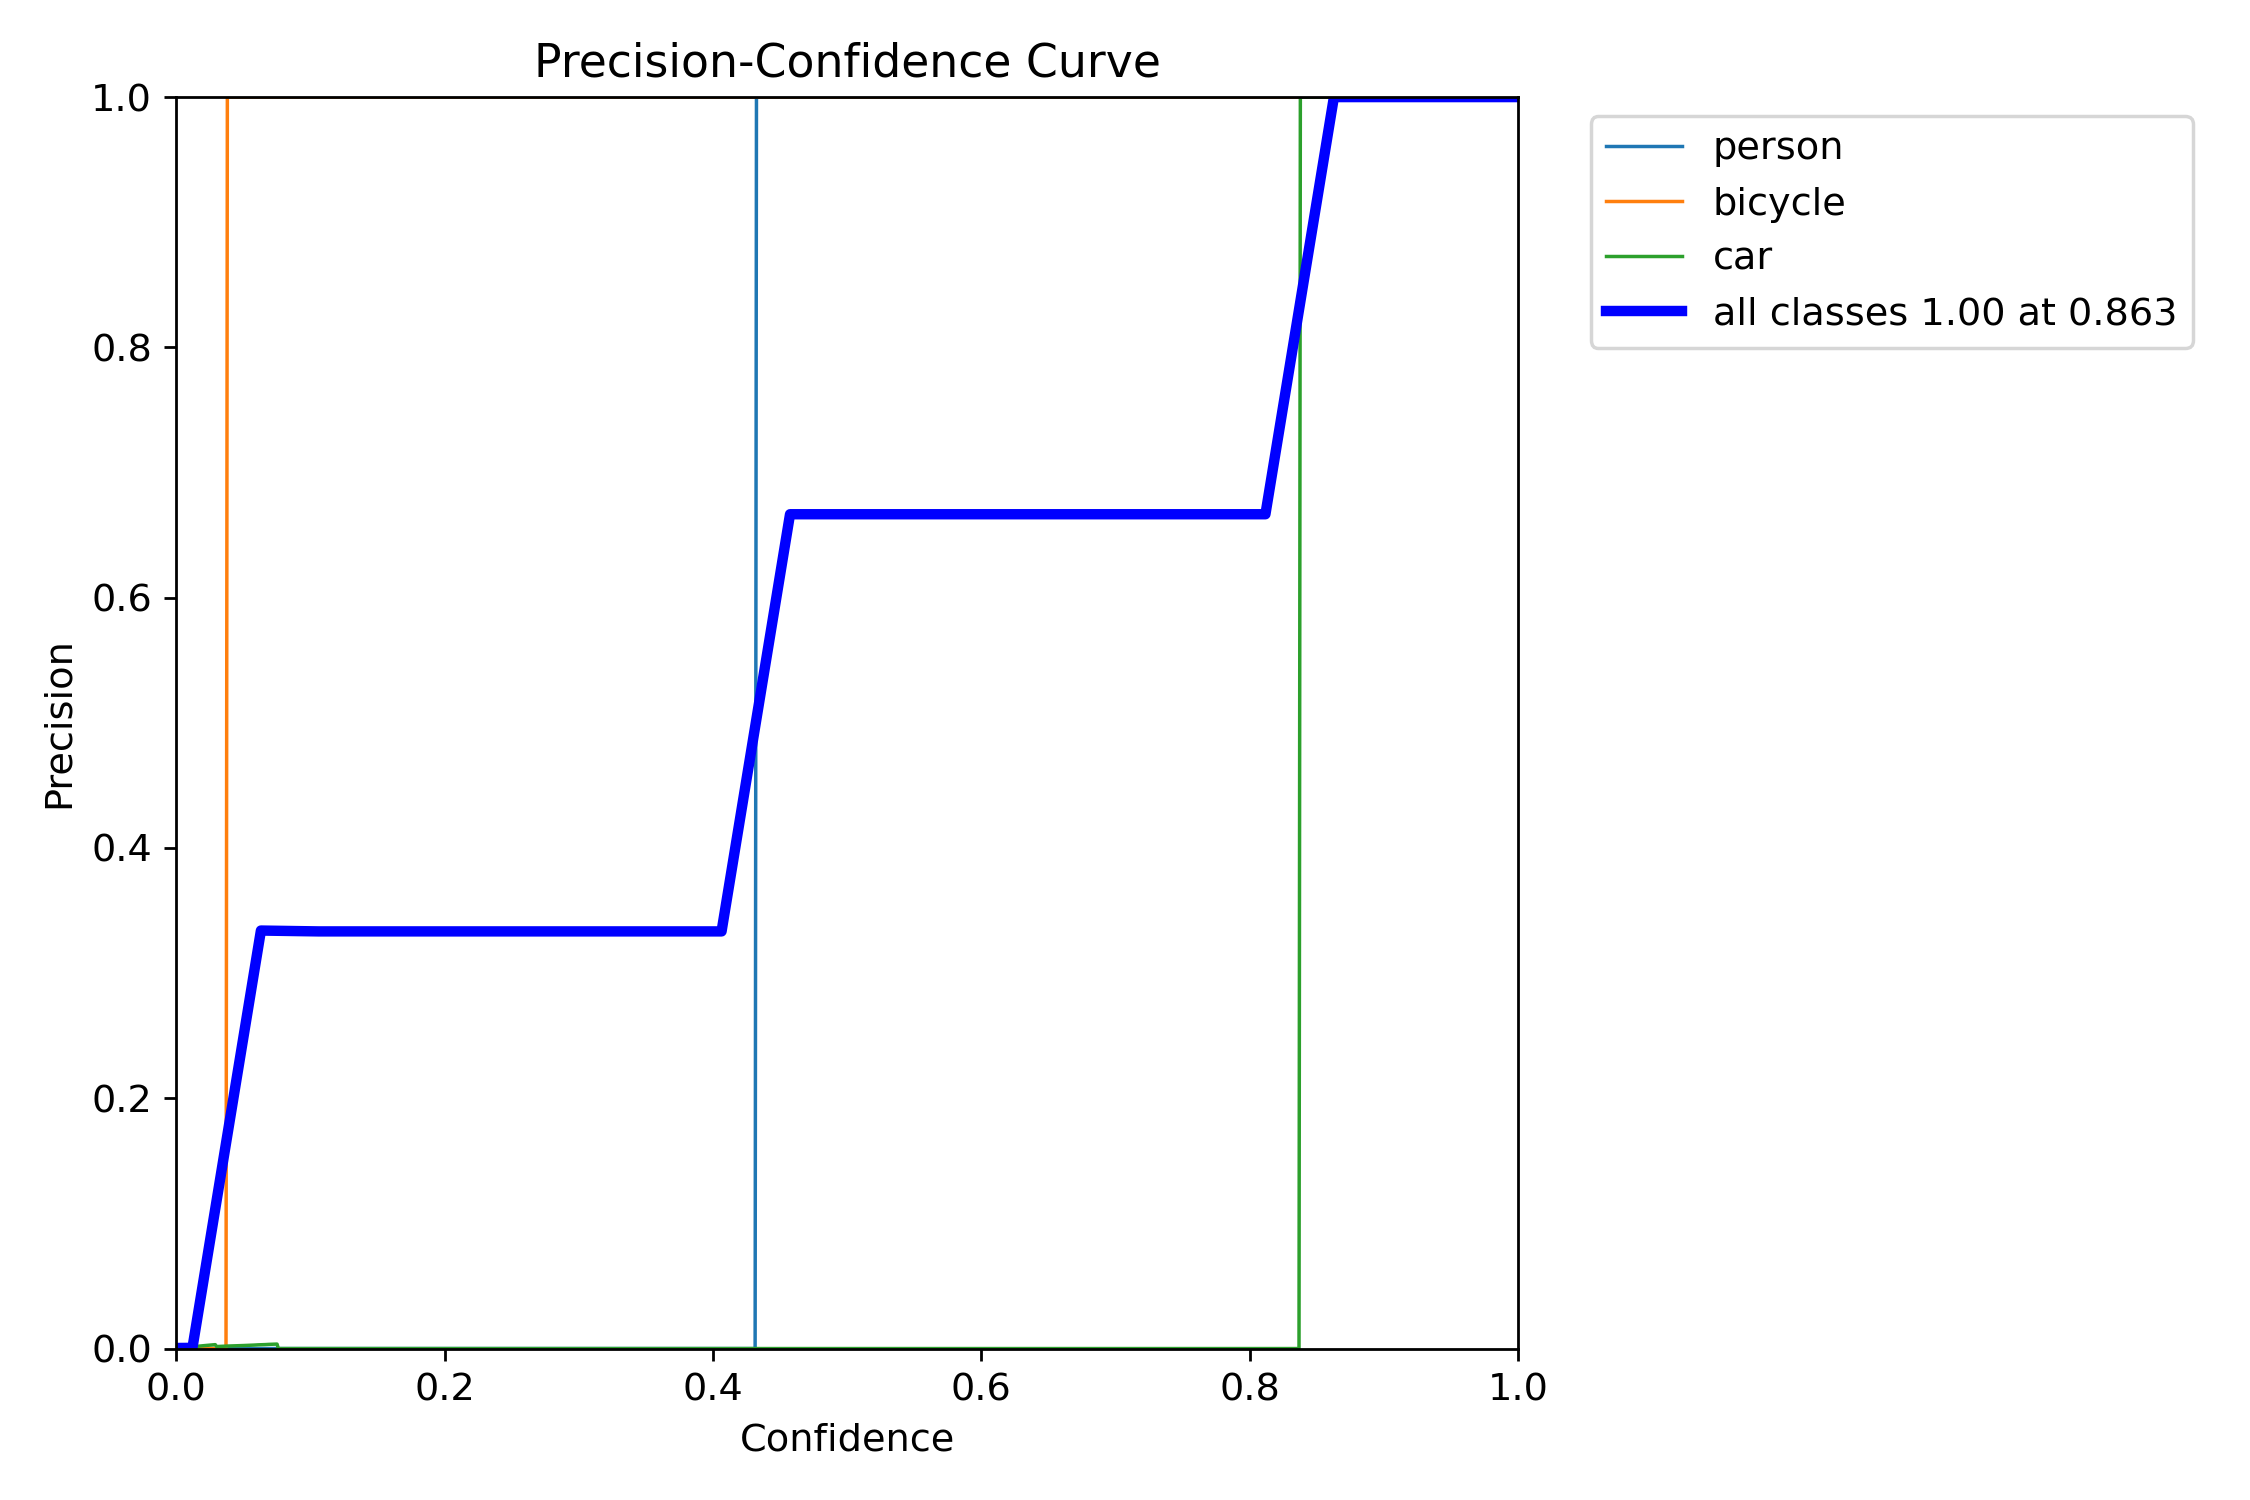 Precision-Confidence Curve
1.0
0.8
0.6
0.4
0.2
0.0
Precision
0.0 0.2 0.4 0.6 0.8 1.0
Confidence
person
bicycle
car
all classes 1.00 at 0.863